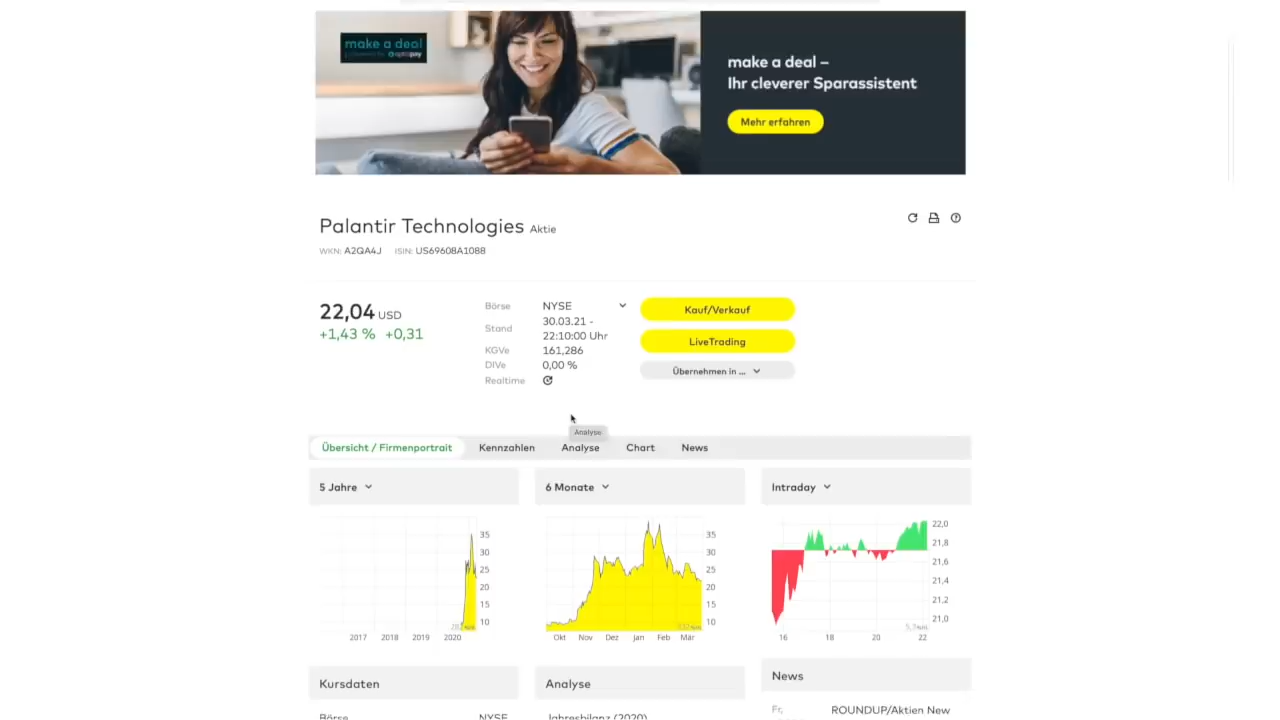 make a deal
make a deal –
Ihr cleverer Sparassistent
Mehr erfahren
Palantir Technologies Aktie
WKN: A2QA4J ISIN: US69608A1088
22,04 USD
+1,43 % +0,31
Börse NYSE
Stand 30.03.21 -
22:10:00 Uhr
KGVe 161,286
DIVe 0,00 %
Realtime
Kauf/Verkauf
LiveTrading
Übernehmen in ...
Analyse
Übersicht / Firmenportrait Kennzahlen Analyse Chart News
5 Jahre
35
30
25
20
15
10
2017 2018 2019 2020
6 Monate
35
30
25
20
15
10
Okt Nov Dez Jan Feb Mär
Intraday
22,0
21,8
21,6
21,4
21,2
21,0
16 18 20 22
Kursdaten
Börse NYSE
Analyse
Jahresbilanz (2020)
News
Fr, ROUNDUP/Aktien New